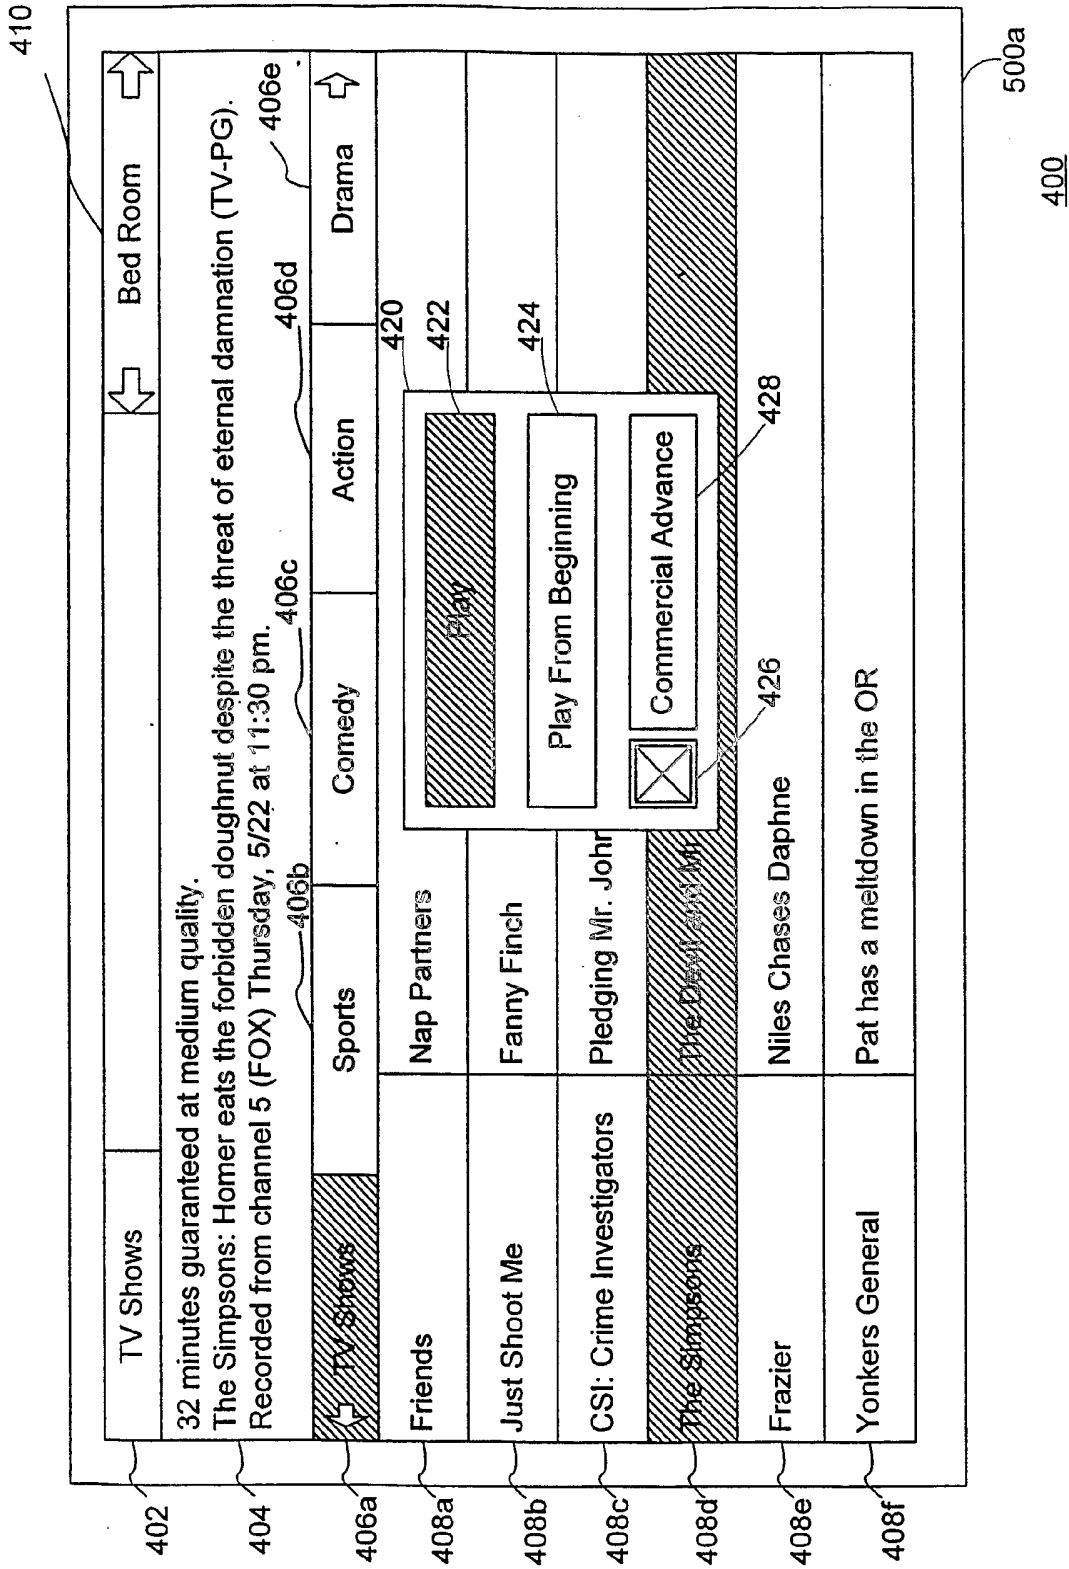 410
TV Shows
Bed Room
402
32 minutes guaranteed at medium quality.
The Simpsons: Homer eats the forbidden doughnut despite the threat of eternal damnation (TV-PG).
Recorded from channel 5 (FOX) Thursday, 5/22 at 11:30 pm.
404
406b
406c
406d
406e
TV Shows
Sports
Comedy
Action
Drama
406a
Friends
Nap Partners
408a
420
Play
422
Just Shoot Me
Fanny Finch
408b
Play From Beginning
424
CSI: Crime Investigators
Pledging Mr. John
408c
Commercial Advance
The Simpsons
The Devil and Mr.
408d
426
428
Frazier
Niles Chases Daphne
408e
Yonkers General
Pat has a meltdown in the OR
408f
500a
400